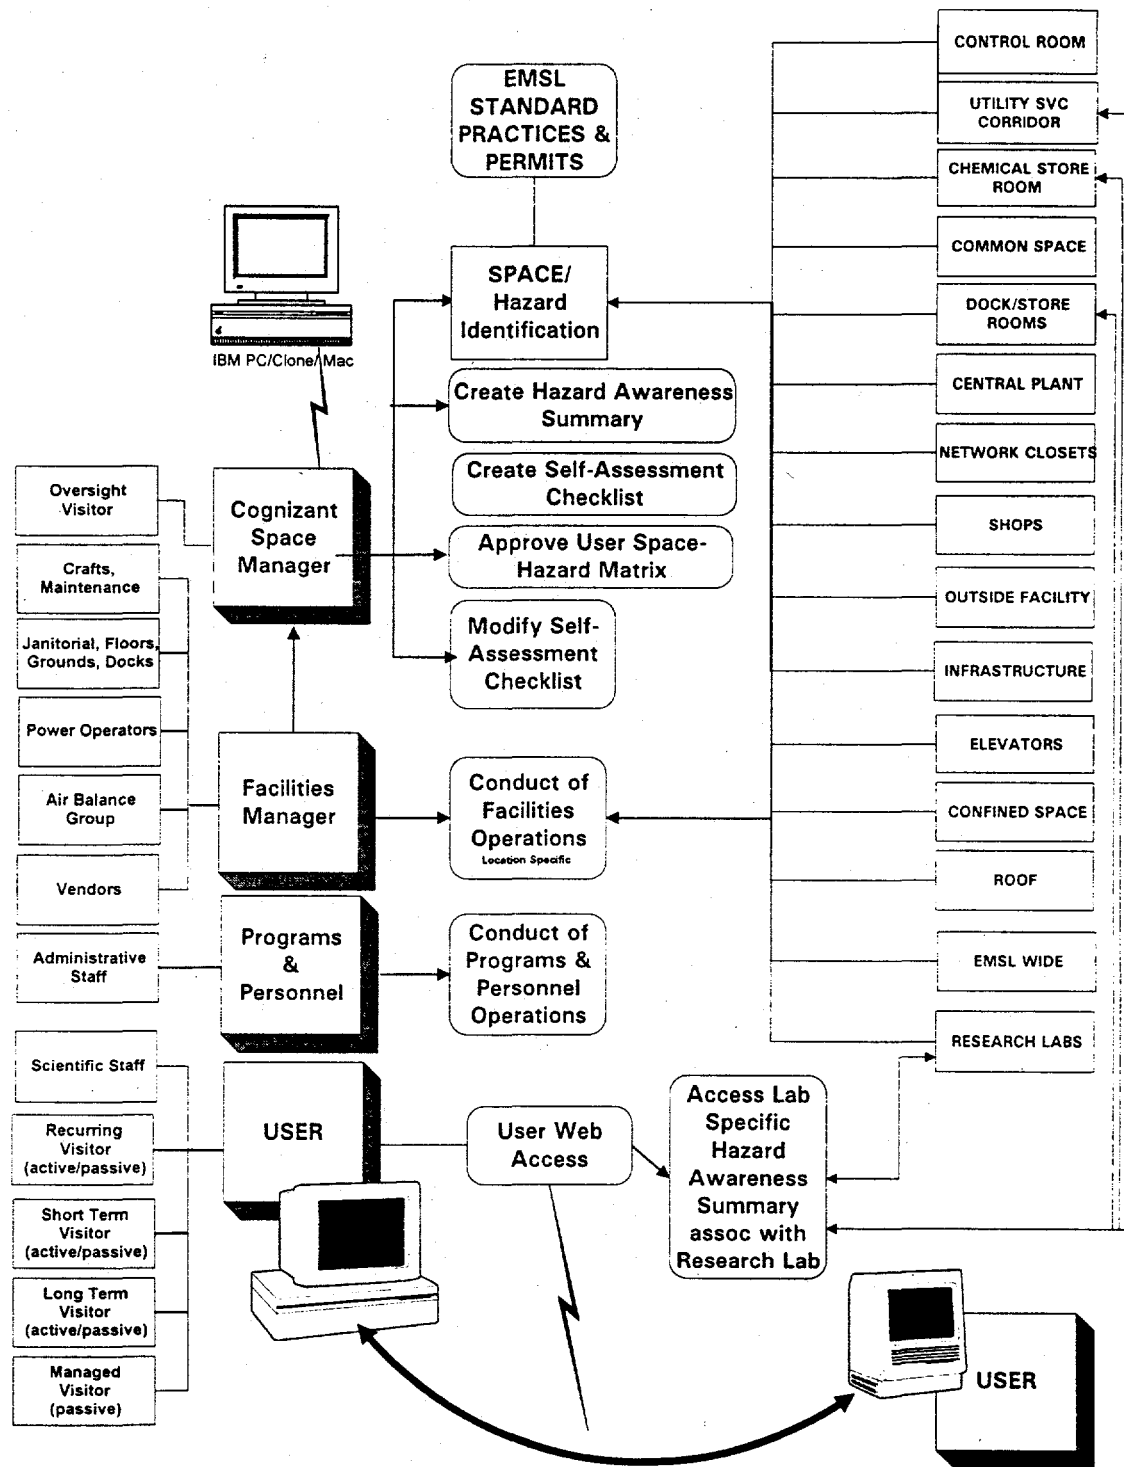 EMSL
STANDARD
PRACTICES &
PERMITS
IBM PC/Clone/Mac
SPACE/
Hazard
Identification
Create Hazard Awareness
Summary
Create Self-Assessment
Checklist
Approve User Space-
Hazard Matrix
Modify Self-
Assessment
Checklist
Cognizant
Space
Manager
Oversight
Visitor
Crafts,
Maintenance
Janitorial, Floors,
Grounds, Docks
Power Operators
Air Balance
Group
Vendors
Administrative
Staff
Facilities
Manager
Conduct of
Facilities
Operations
Location Specific
Programs
&
Personnel
Conduct of
Programs &
Personnel
Operations
Scientific Staff
Recurring
Visitor
(active/passive)
Short Term
Visitor
(active/passive)
Long Term
Visitor
(active/passive)
Managed
Visitor
(passive)
USER
User Web
Access
Access Lab
Specific
Hazard
Awareness
Summary
assoc with
Research Lab
CONTROL ROOM
UTILITY SVC
CORRIDOR
CHEMICAL STORE
ROOM
COMMON SPACE
DOCK/STORE
ROOMS
CENTRAL PLANT
NETWORK CLOSETS
SHOPS
OUTSIDE FACILITY
INFRASTRUCTURE
ELEVATORS
CONFINED SPACE
ROOF
EMSL WIDE
RESEARCH LABS
USER